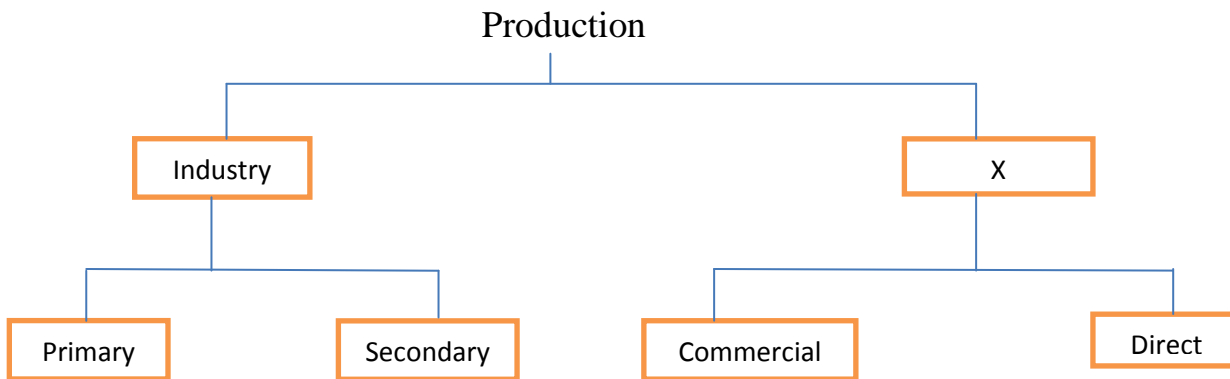 Production
Industry
X
Primary
Secondary
Commercial
Direct